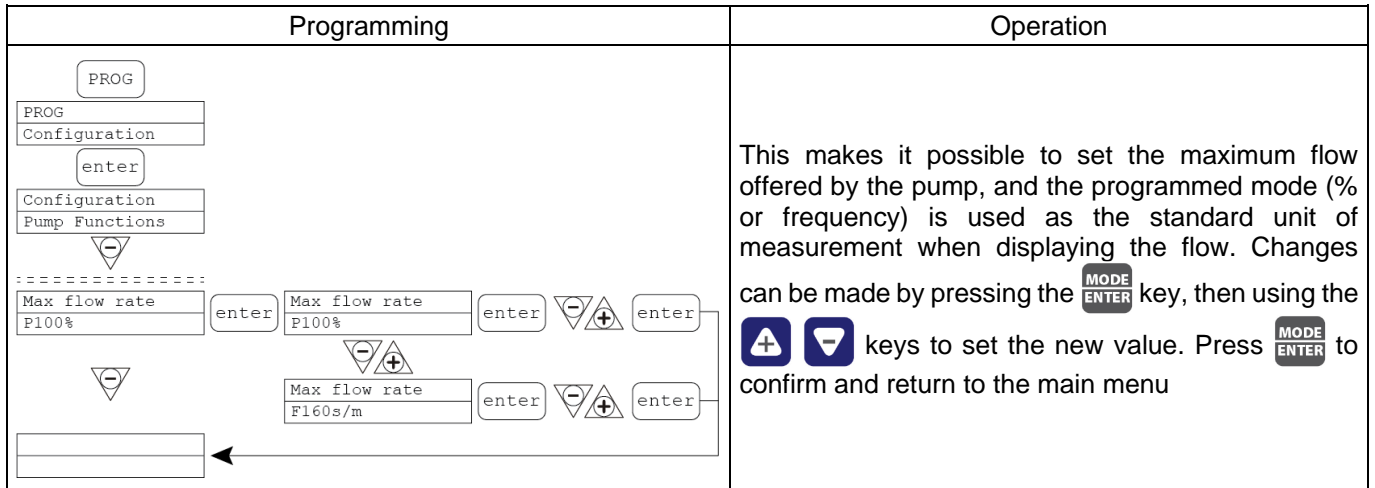 Programming
Operation
PROG
PROG
Configuration
enter
Configuration
Pump Functions
Max flow rate
P100%
enter
Max flow rate
P100%
enter
enter
Max flow rate
F160s/m
enter
enter
This makes it possible to set the maximum flow
offered by the pump, and the programmed mode (%
or frequency) is used as the standard unit of
measurement when displaying the flow. Changes
can be made by pressing the MODE ENTER key, then using the
+ - keys to set the new value. Press MODE ENTER to
confirm and return to the main menu